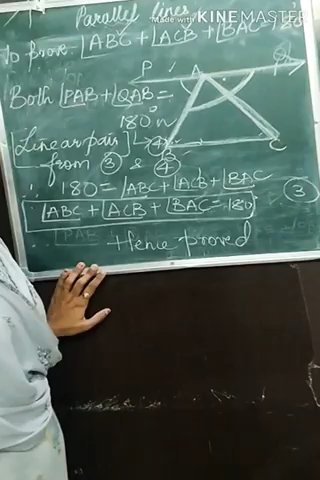 Parallel lines
Made with KINEMASTER
To prove ∠ABC + ∠ACB + ∠BAC = 180
P A Q
Both ∠PAB + ∠QAB =
180°
[Linear pair] → ④
from ③ & ④
C
∴ 180 = ∠ABC + ∠ACB + ∠BAC
③
∠ABC + ∠ACB + ∠BAC = 180
Hence proved